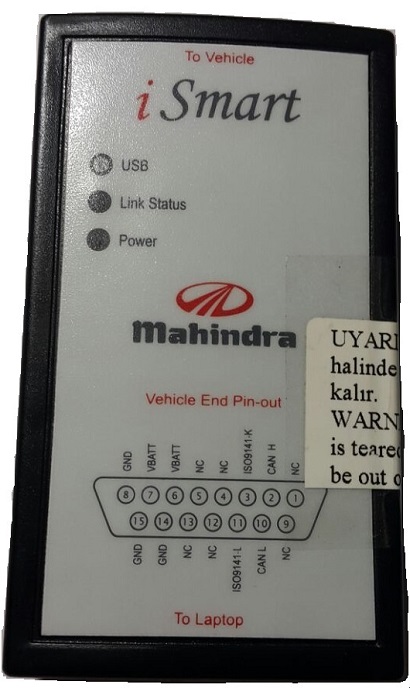 To Vehicle
i Smart
USB
Link Status
Power
Mahindra
UYARI
halinde
kalır.
WARN
is teared
be out o
Vehicle End Pin-out
GND VBATT VBATT NC NC ISO9141-K CAN H NC
8 7 6 5 4 3 2 1
15 14 13 12 11 10 9
GND GND NC NC ISO9141-L CAN L NC
To Laptop